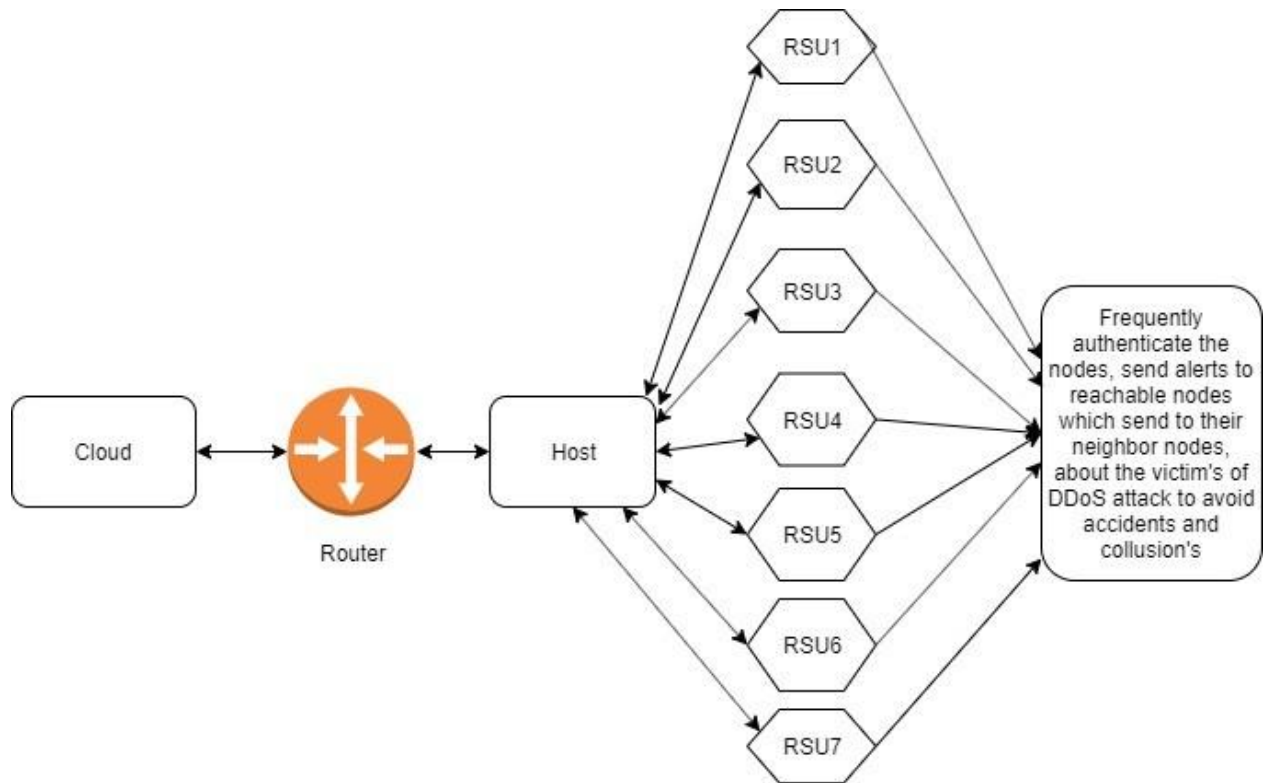 Cloud
Router
Host
RSU1
RSU2
RSU3
RSU4
RSU5
RSU6
RSU7
Frequently
authenticate the
nodes, send alerts to
reachable nodes
which send to their
neighbor nodes,
about the victim's of
DDoS attack to avoid
accidents and
collusion's